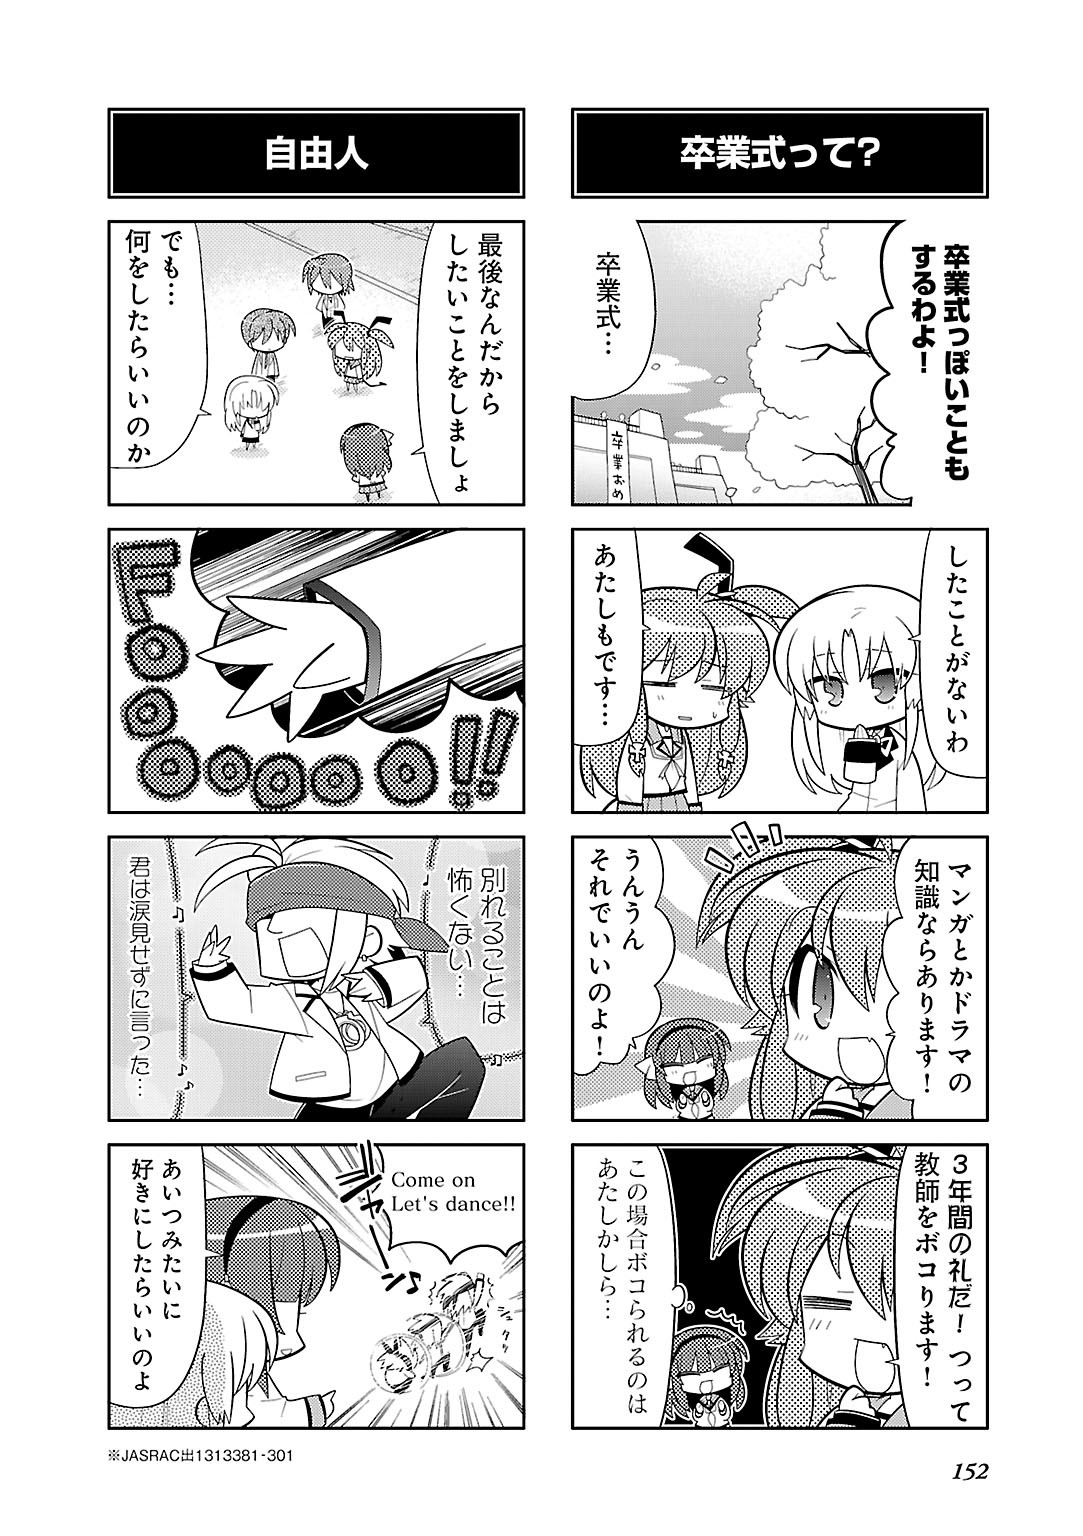 卒業式って?
卒業式っぽいことも
するわよ!
卒業式…
卒業おめ
したことがないわ
あたしもです…
マンガとかドラマの
知識ならあります!
うんうん
それでいいのよ!
3年間の礼だ! つって
教師をボコります!
この場合ボコられるのは
あたしかしら…
自由人
最後なんだから
したいことをしましょ
でも…
何をしたらいいのか
FOOOOOOO!!
別れることは
怖くない…
君は涙見せずに言った…
Come on
Let's dance!!
ジャーン♪
あいつみたいに
好きにしたらいいのよ
※JASRAC出1313381-301
152